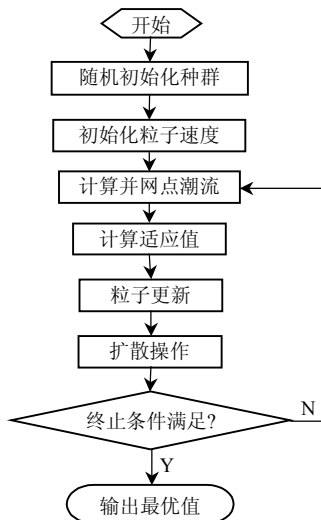 开始
随机初始化种群
初始化粒子速度
计算并网点潮流
计算适应值
粒子更新
扩散操作
终止条件满足?
N
Y
输出最优值